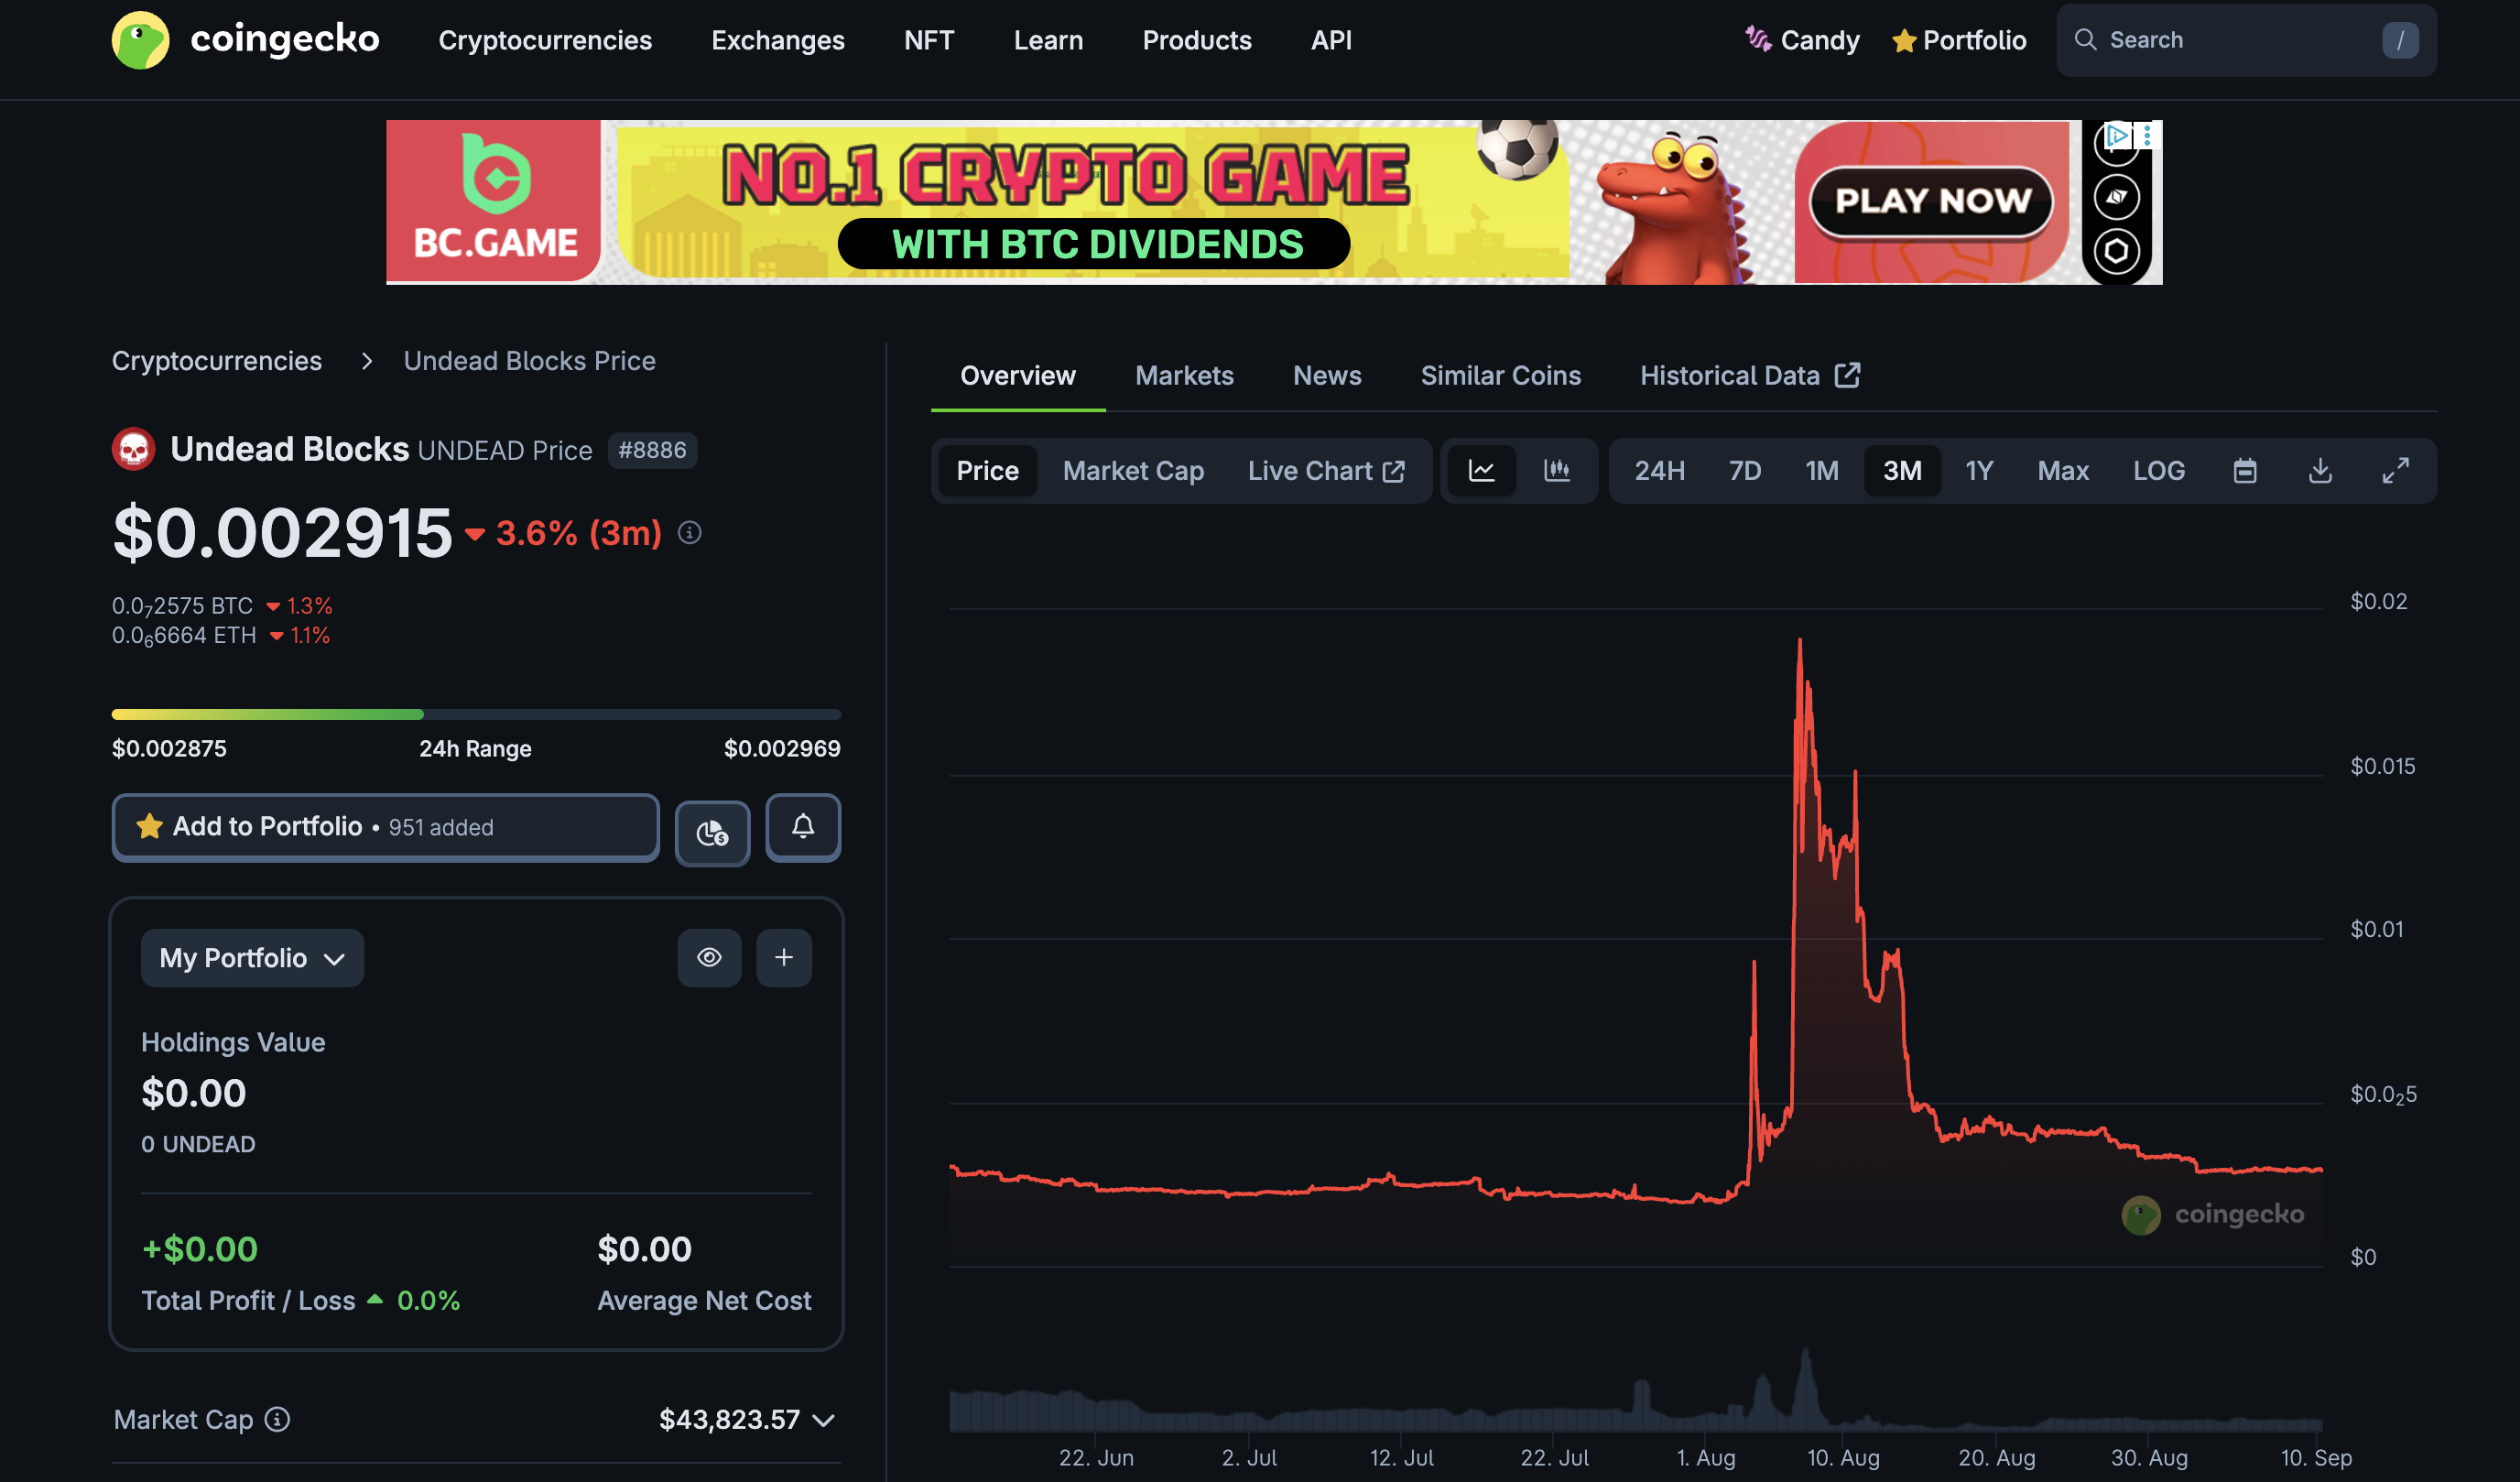 coingecko Cryptocurrencies Exchanges NFT Learn Products API Candy Portfolio Search /
NO.1 CRYPTO GAME
WITH BTC DIVIDENDS
BC.GAME
PLAY NOW
Cryptocurrencies > Undead Blocks Price
Undead Blocks UNDEAD Price #8886
$0.002915 3.6% (3m)
0.0₇2575 BTC 1.3%
0.0₆6664 ETH 1.1%
$0.002875 24h Range $0.002969
Add to Portfolio • 951 added
My Portfolio
Holdings Value
$0.00
0 UNDEAD
+$0.00 $0.00
Total Profit / Loss 0.0% Average Net Cost
Market Cap $43,823.57
Overview Markets News Similar Coins Historical Data
Price Market Cap Live Chart 24H 7D 1M 3M 1Y Max LOG
$0.02
$0.015
$0.01
$0.0₂5
coingecko
$0
22. Jun 2. Jul 12. Jul 22. Jul 1. Aug 10. Aug 20. Aug 30. Aug 10. Sep